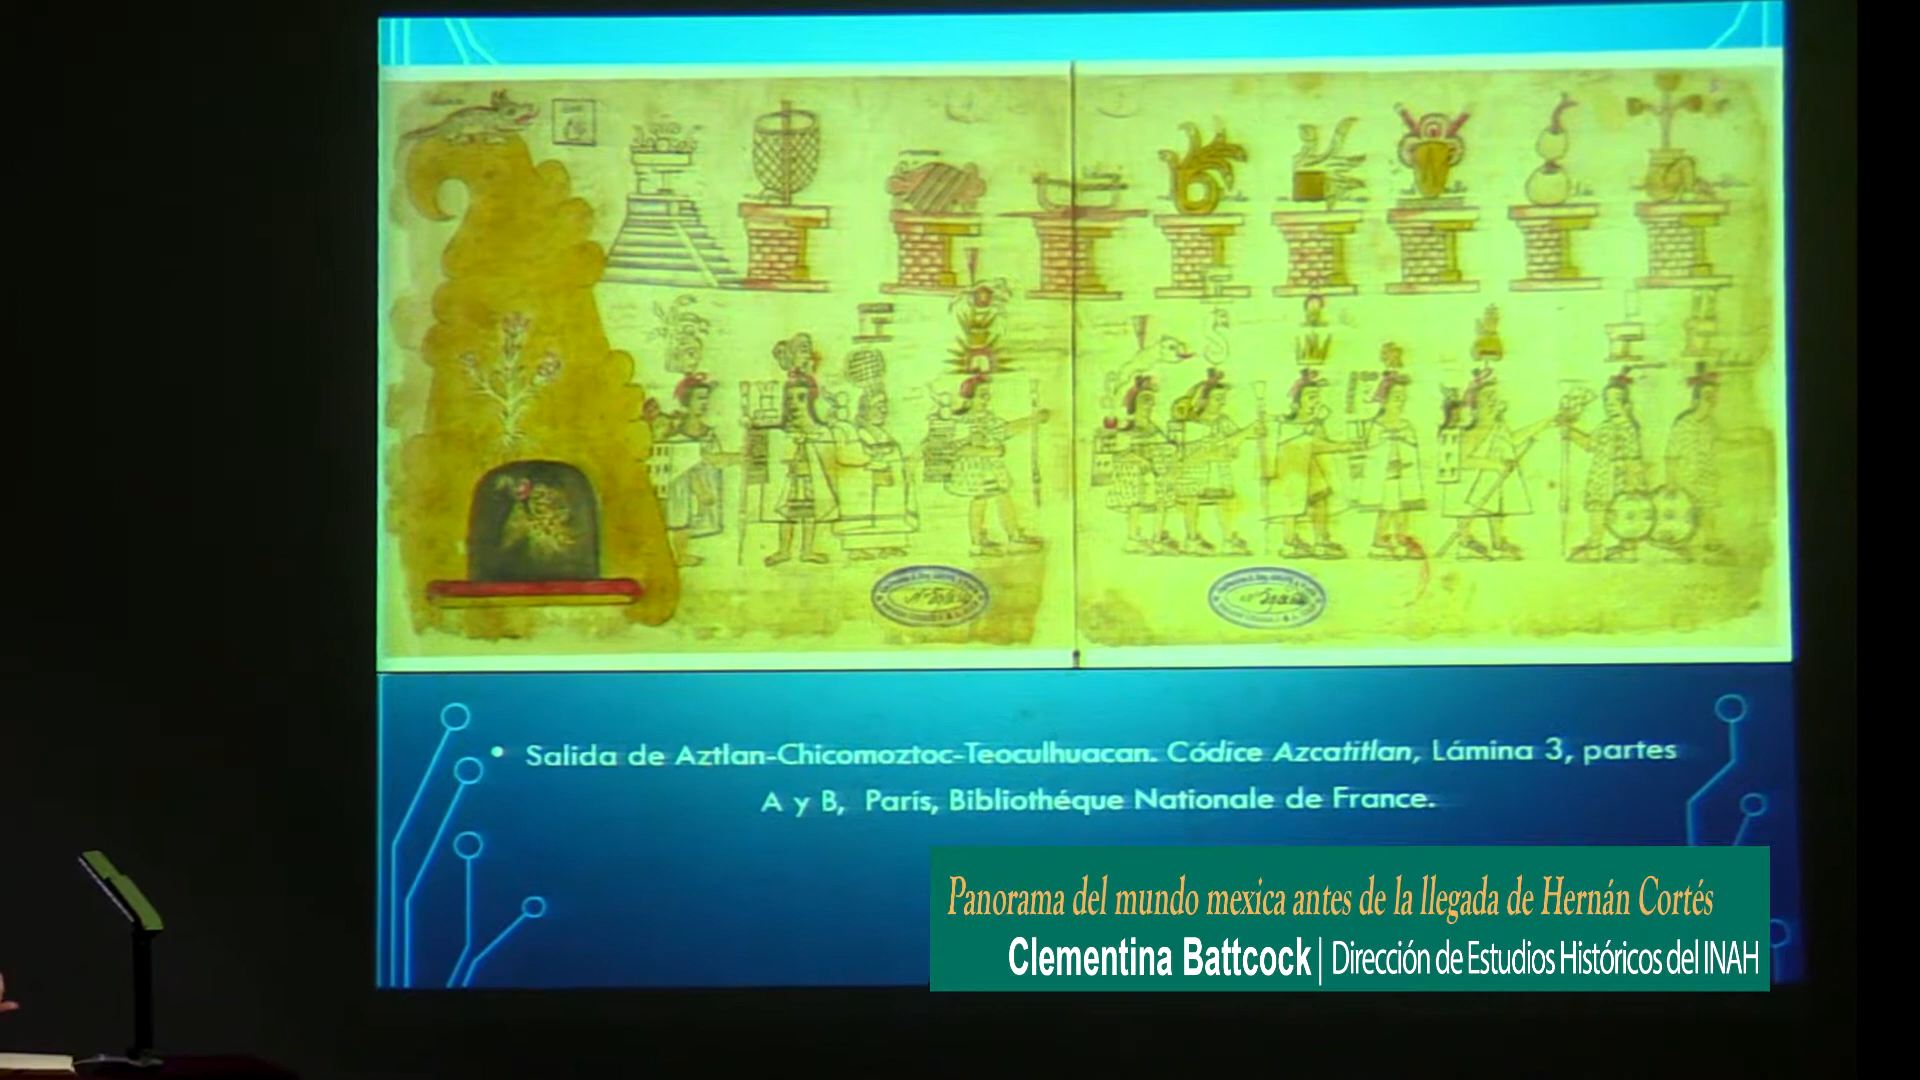 • Salida de Aztlan-Chicomoztoc-Teoculhuacan. Códice Azcatitlan, Lámina 3, partes
A y B, París, Bibliothéque Nationale de France.
Panorama del mundo mexica antes de la llegada de Hernán Cortés
Clementina Battcock | Dirección de Estudios Históricos del INAH